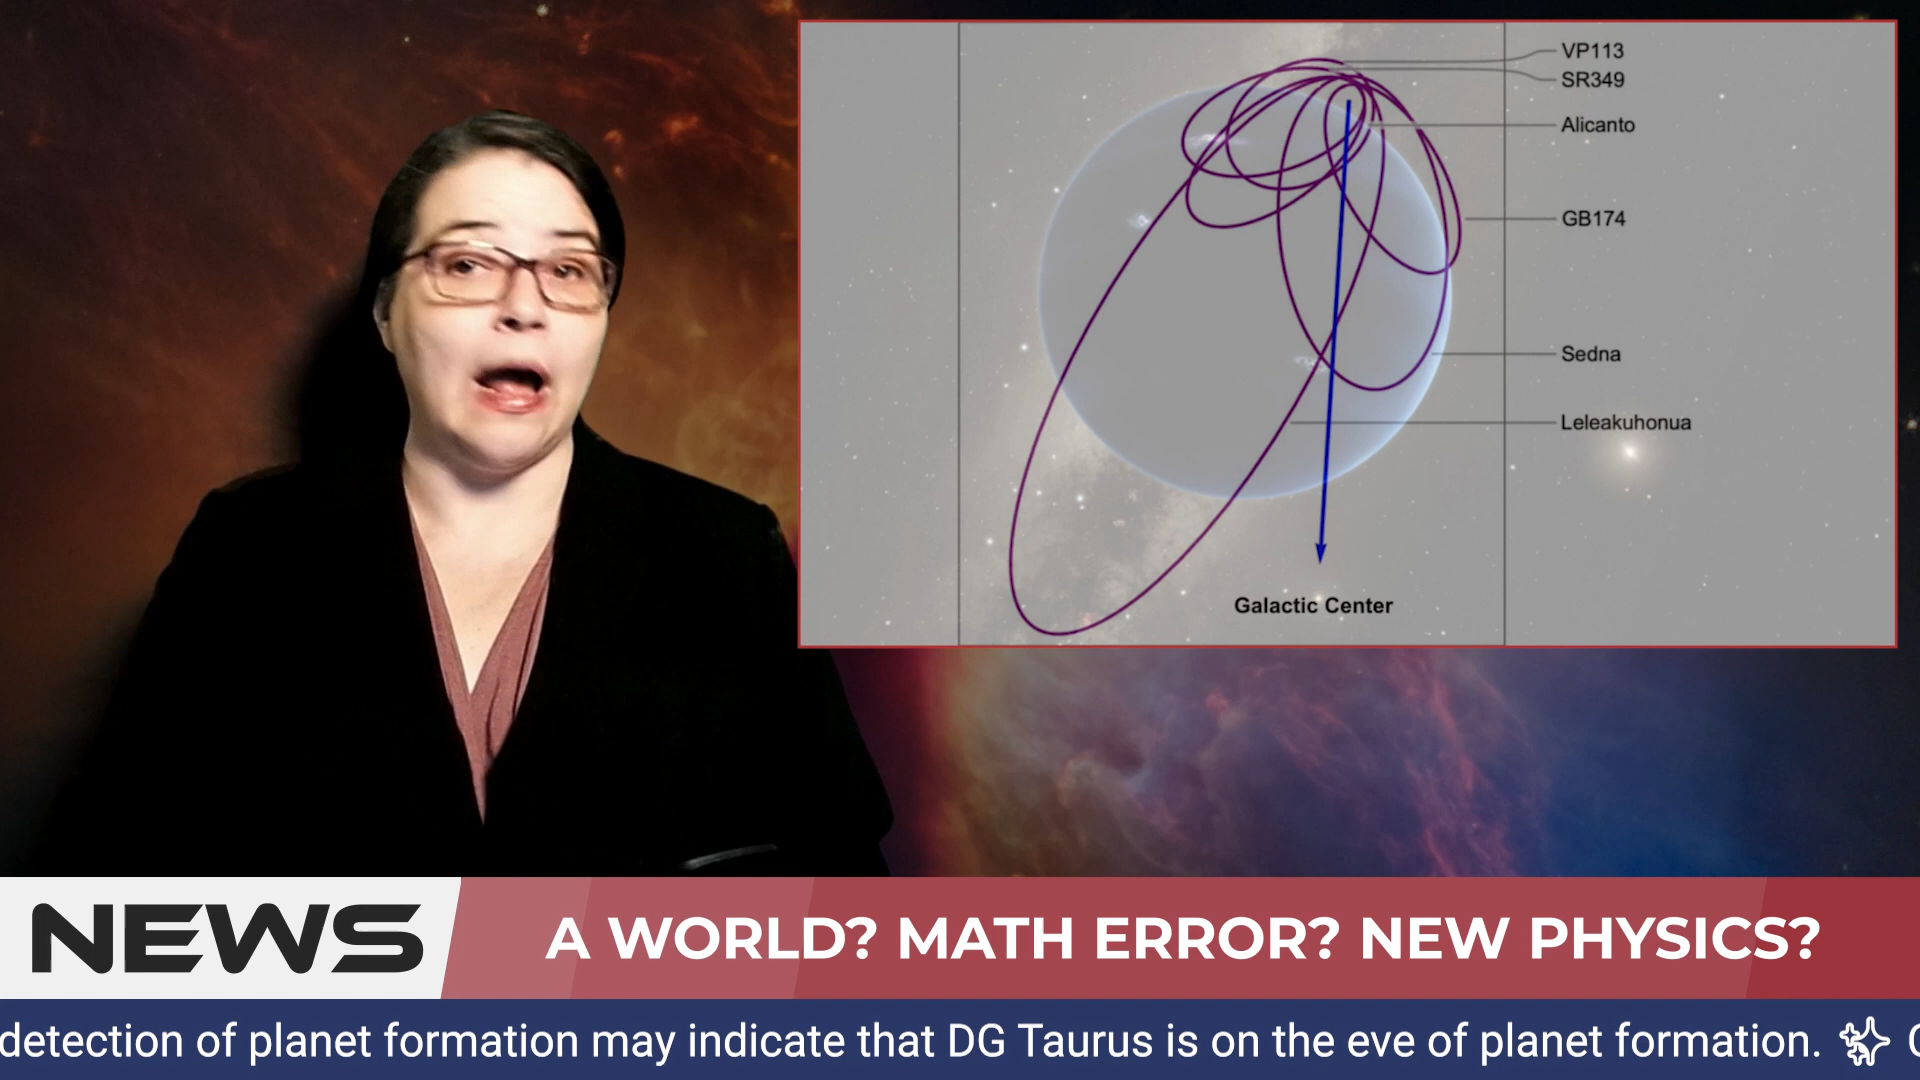 VP113
SR349
Alicanto
GB174
Sedna
Leleakuhonua
Galactic Center
NEWS
A WORLD? MATH ERROR? NEW PHYSICS?
detection of planet formation may indicate that DG Taurus is on the eve of planet formation.